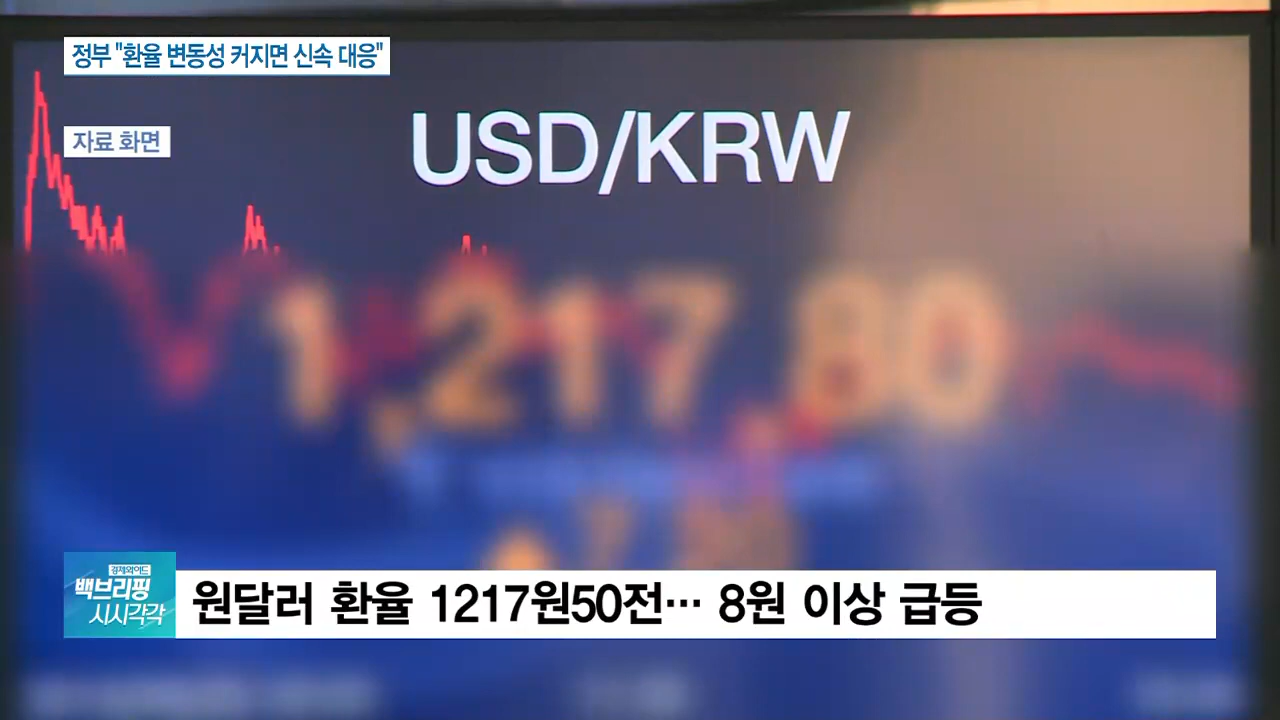 정부 "환율 변동성 커지면 신속 대응"
자료 화면
USD/KRW
1,217 80
경제와이드
백브리핑
시시각각
원달러 환율 1217원50전… 8원 이상 급등